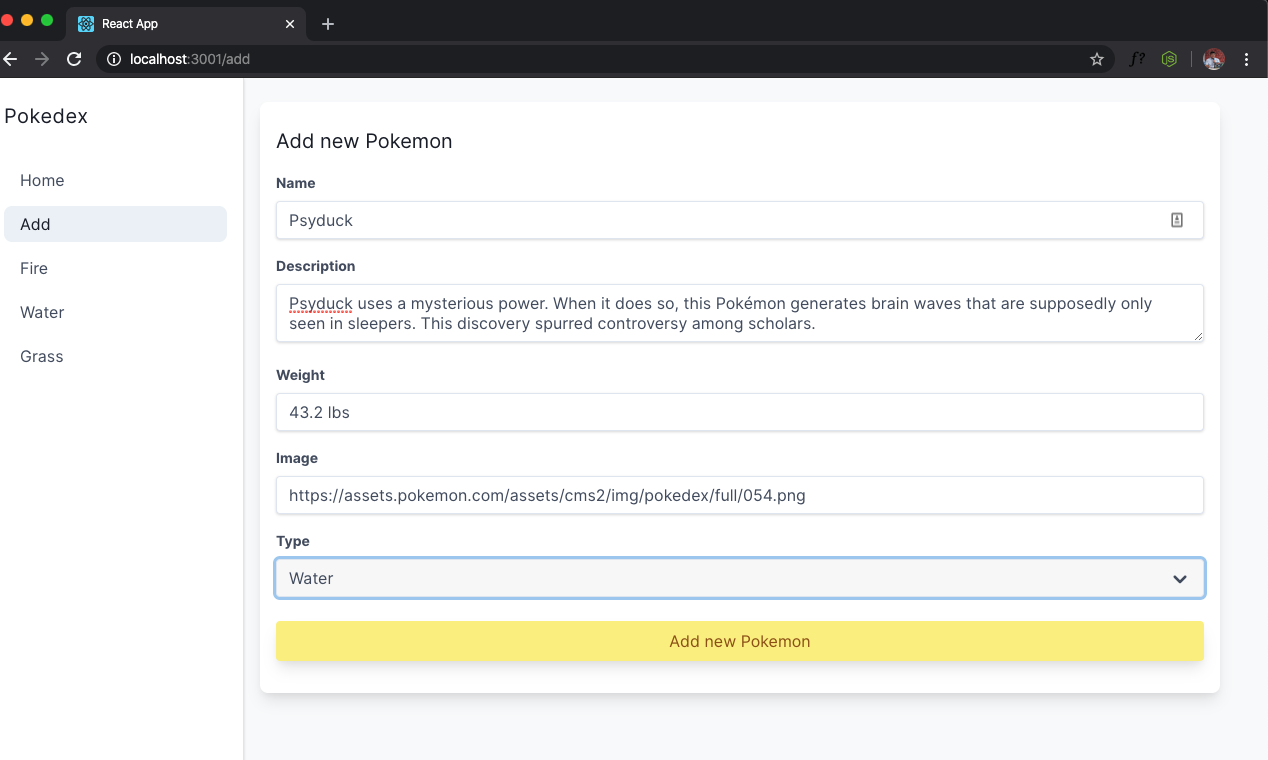 React App
localhost:3001/add
f?
JS
Pokedex
Home
Add
Fire
Water
Grass
Add new Pokemon
Name
Psyduck
Description
Psyduck uses a mysterious power. When it does so, this Pokémon generates brain waves that are supposedly only
seen in sleepers. This discovery spurred controversy among scholars.
Weight
43.2 lbs
Image
https://assets.pokemon.com/assets/cms2/img/pokedex/full/054.png
Type
Water
Add new Pokemon